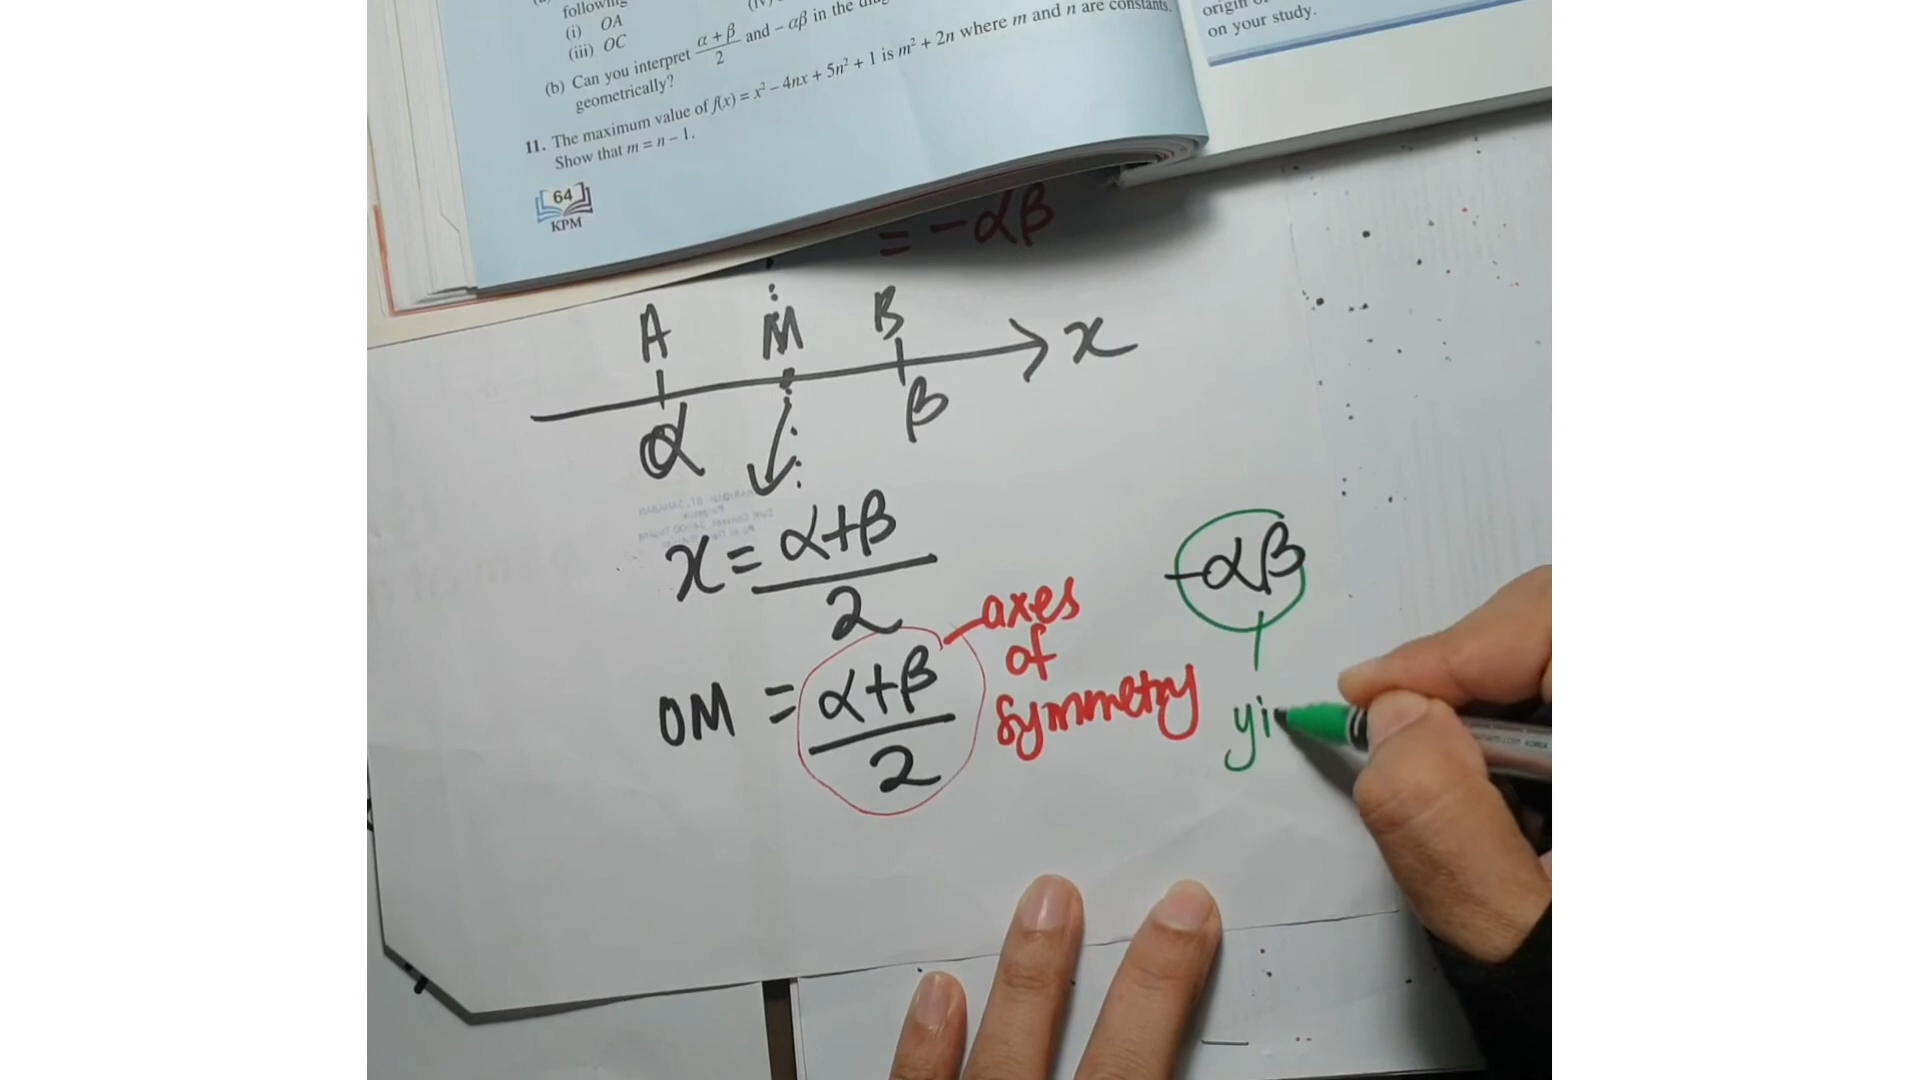 following
(i) OA
(iii) OC
(b) Can you interpret α + β / 2 and – αβ in the
geometrically?
11. The maximum value of f(x) = x² – 4nx + 5n² + 1 is m² + 2n where m and n are constants.
Show that m = n – 1.
64
KPM
origin
on your study.
= -αβ
A M B
x
α β
x = α+β / 2
OM = α+β / 2
axes
of
symmetry
-αβ
yi